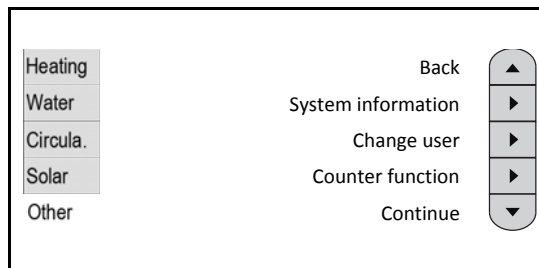 Heating
Water
Circula.
Solar
Other
Back
System information
Change user
Counter function
Continue